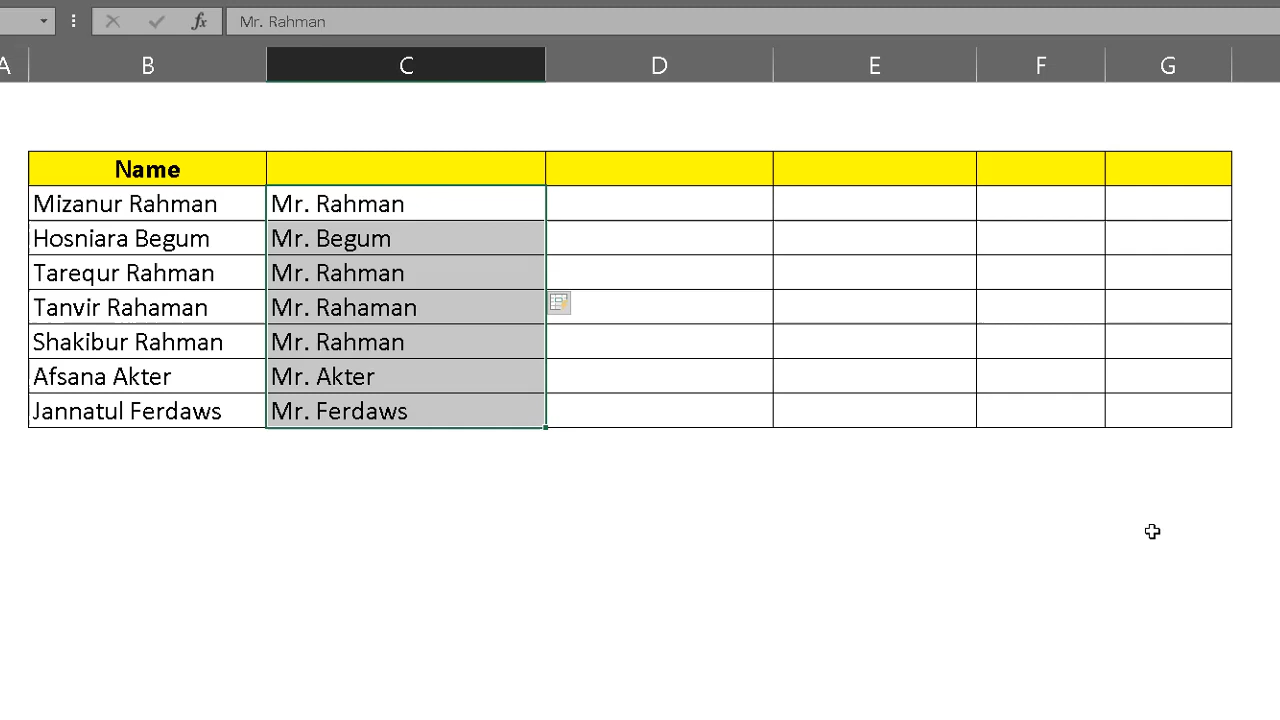 fx Mr. Rahman
A B C D E F G
Name
Mizanur Rahman Mr. Rahman
Hosniara Begum Mr. Begum
Tarequr Rahman Mr. Rahman
Tanvir Rahaman Mr. Rahaman
Shakibur Rahman Mr. Rahman
Afsana Akter Mr. Akter
Jannatul Ferdaws Mr. Ferdaws